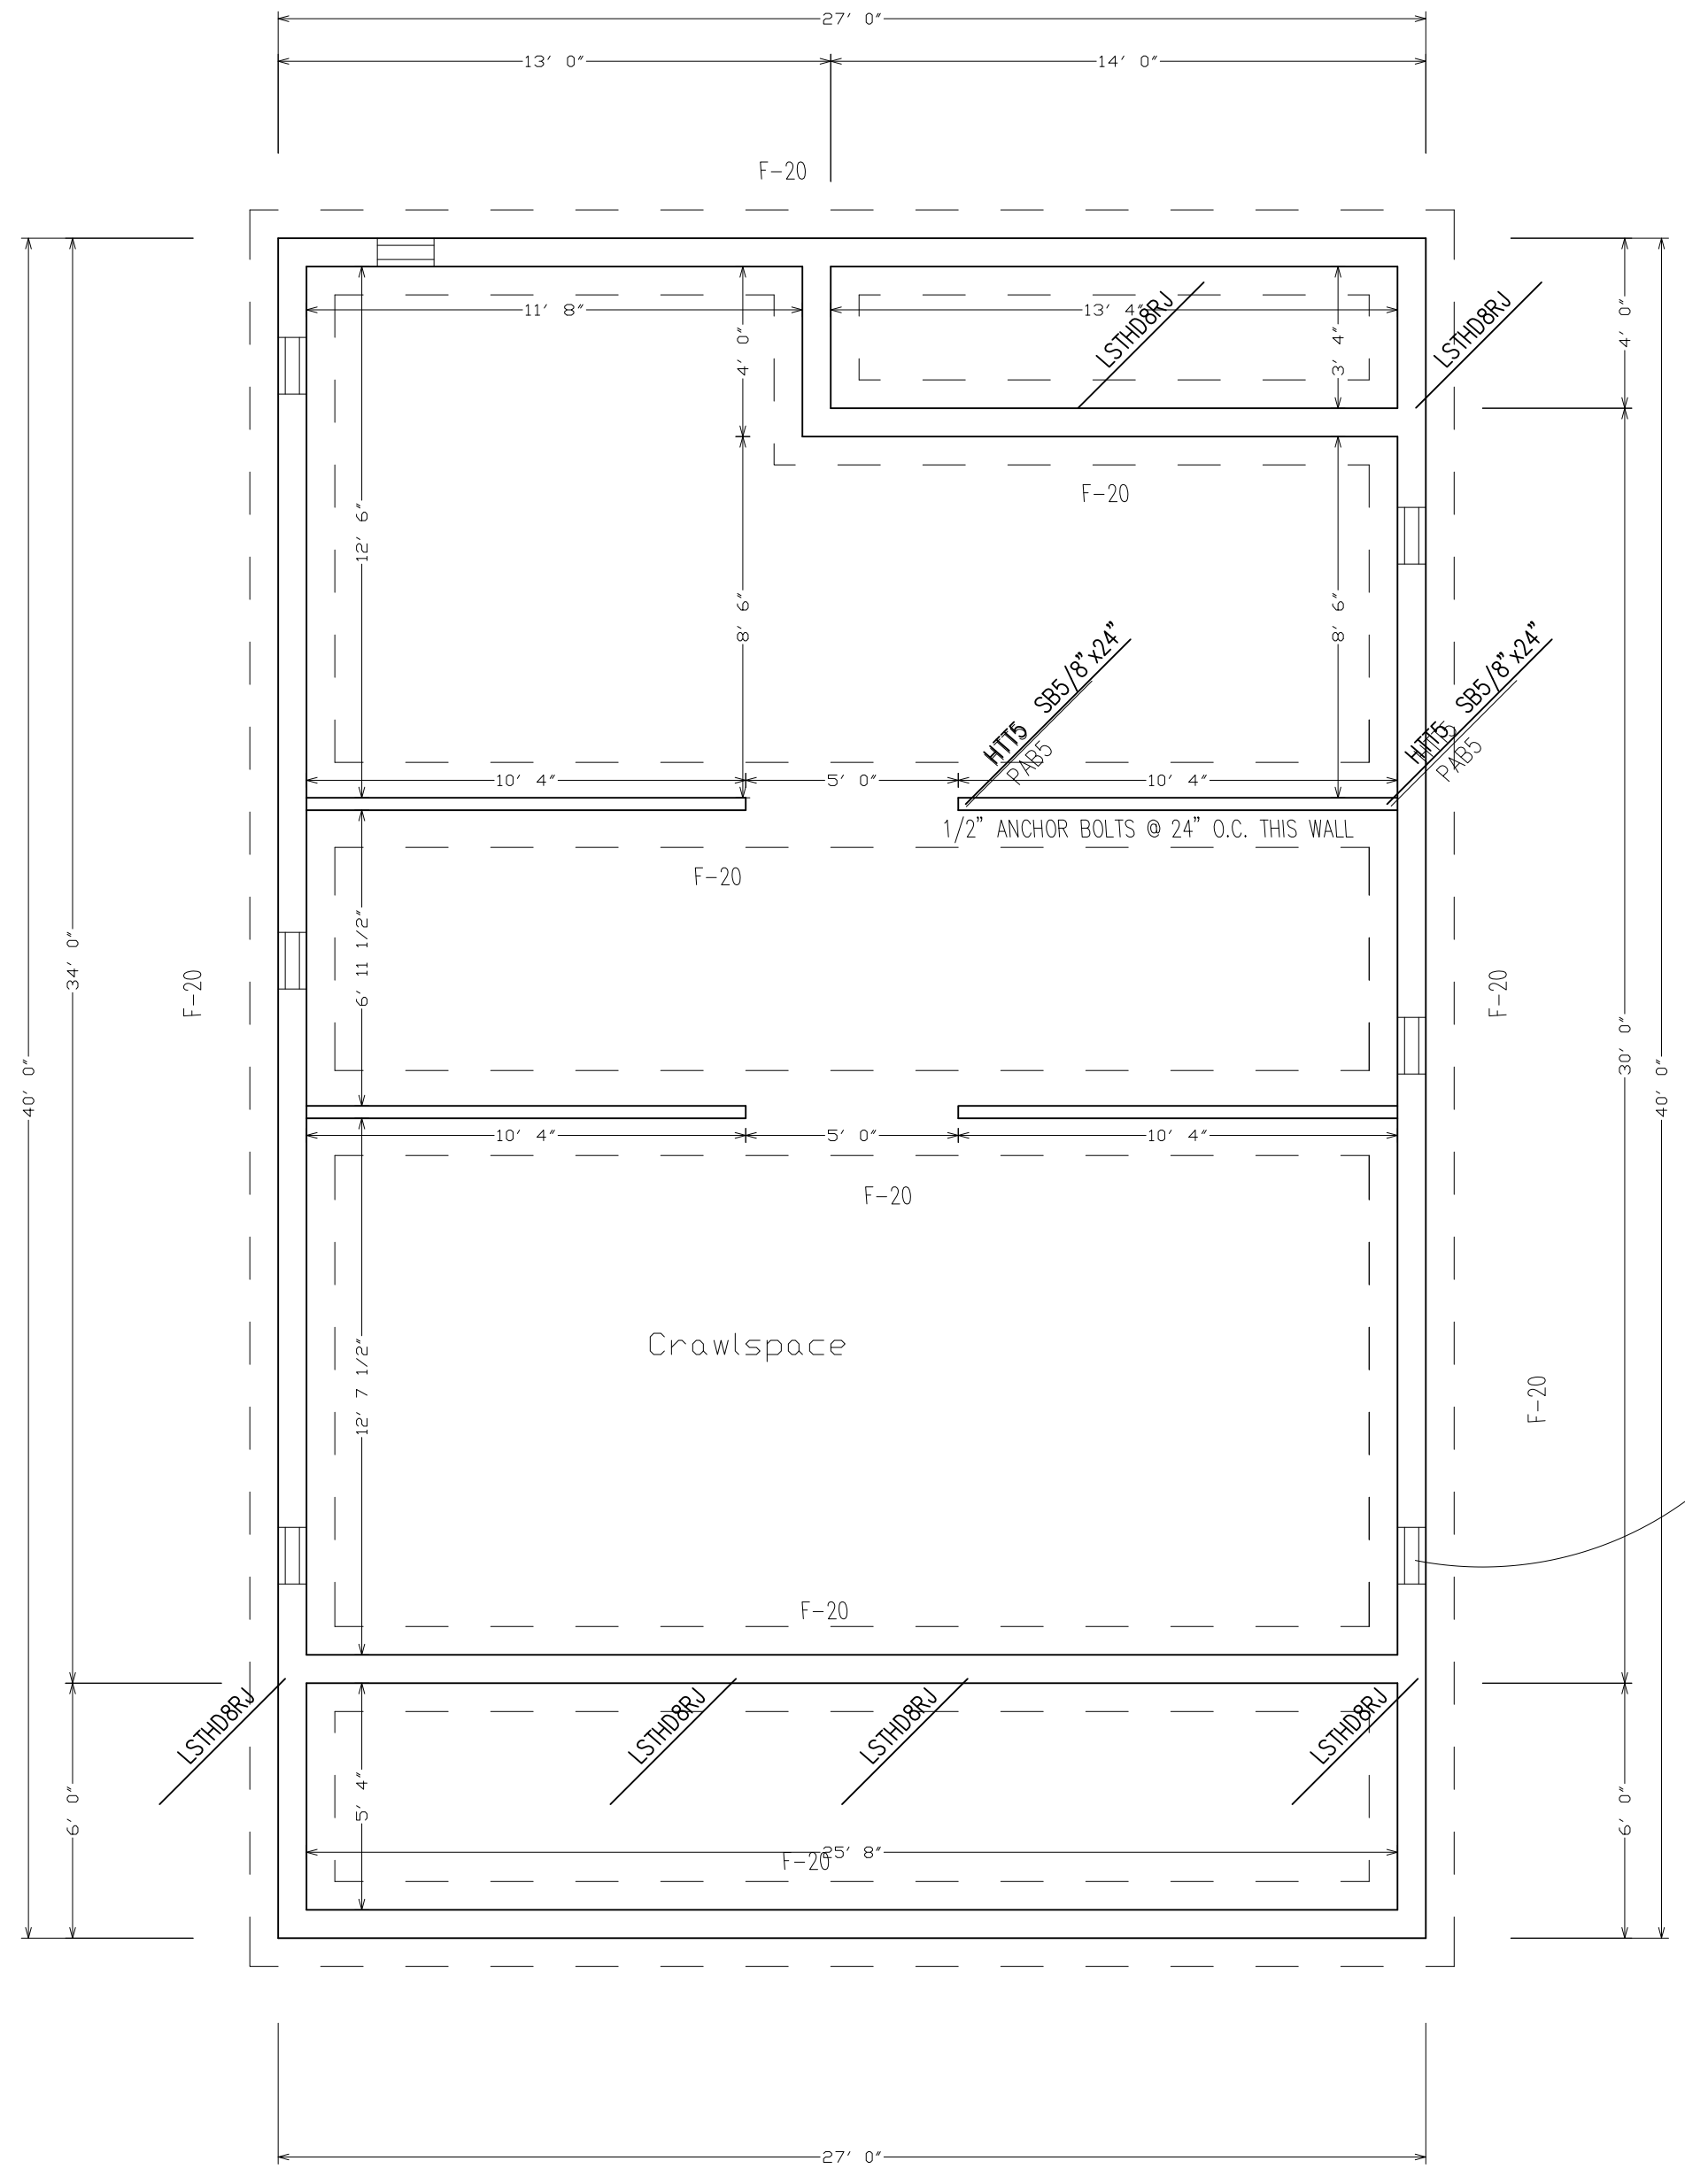 27' 0"
13' 0"
14' 0"
F-20
11' 8"
13' 4"
4' 0"
3' 4"
LSTHD8RJ
LSTHD8RJ
4' 0"
F-20
12' 6"
8' 6"
8' 6"
HTT5 SB5/8"x24"
PAB5
HTT5 SB5/8"x24"
PAB5
10' 4"
5' 0"
10' 4"
1/2" ANCHOR BOLTS @ 24" O.C. THIS WALL
F-20
6' 11 1/2"
34' 0"
F-20
F-20
40' 0"
30' 0"
40' 0"
10' 4"
5' 0"
10' 4"
F-20
Crawlspace
12' 7 1/2"
F-20
F-20
LSTHD8RJ
LSTHD8RJ
LSTHD8RJ
LSTHD8RJ
6' 0"
5' 4"
6' 0"
25' 8"
F-20
27' 0"